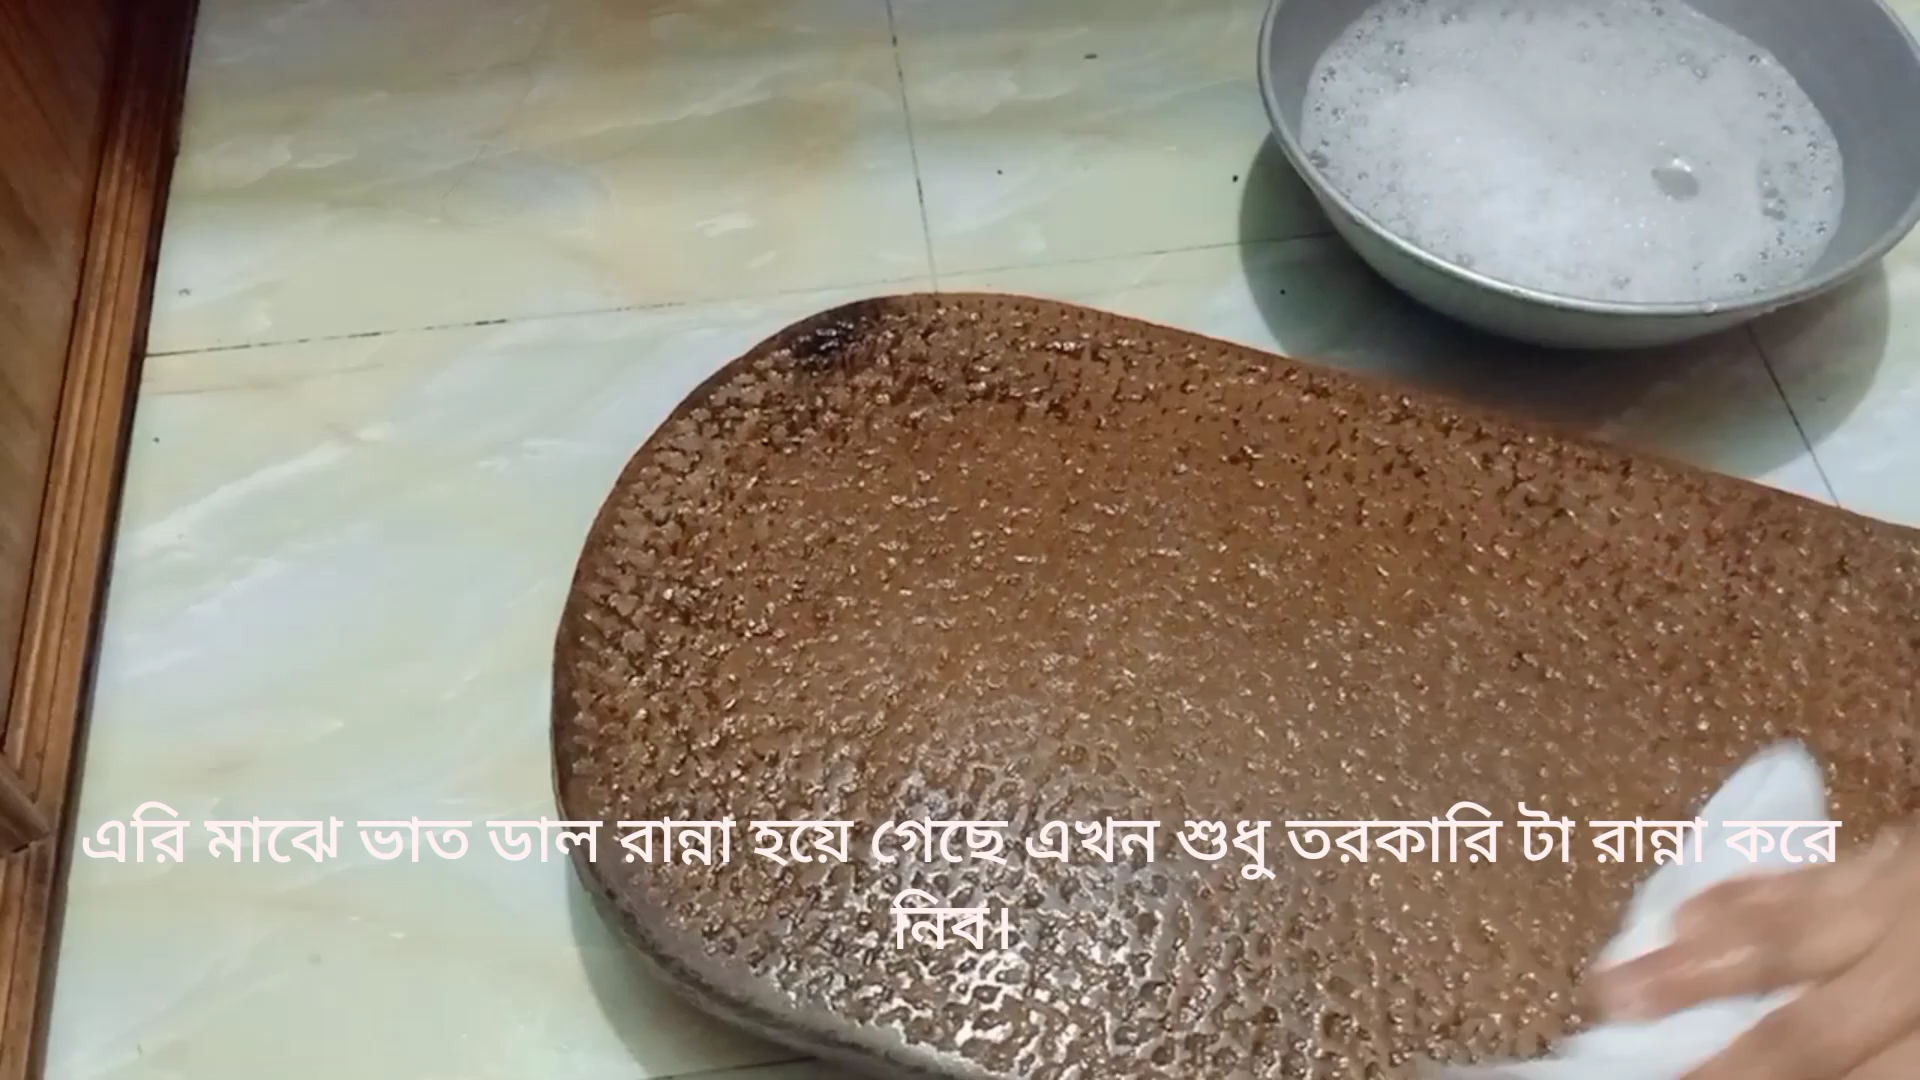 এরি মাঝে ভাত ডাল রান্না হয়ে গেছে এখন শুধু তরকারি টা রান্না করে
নিব।